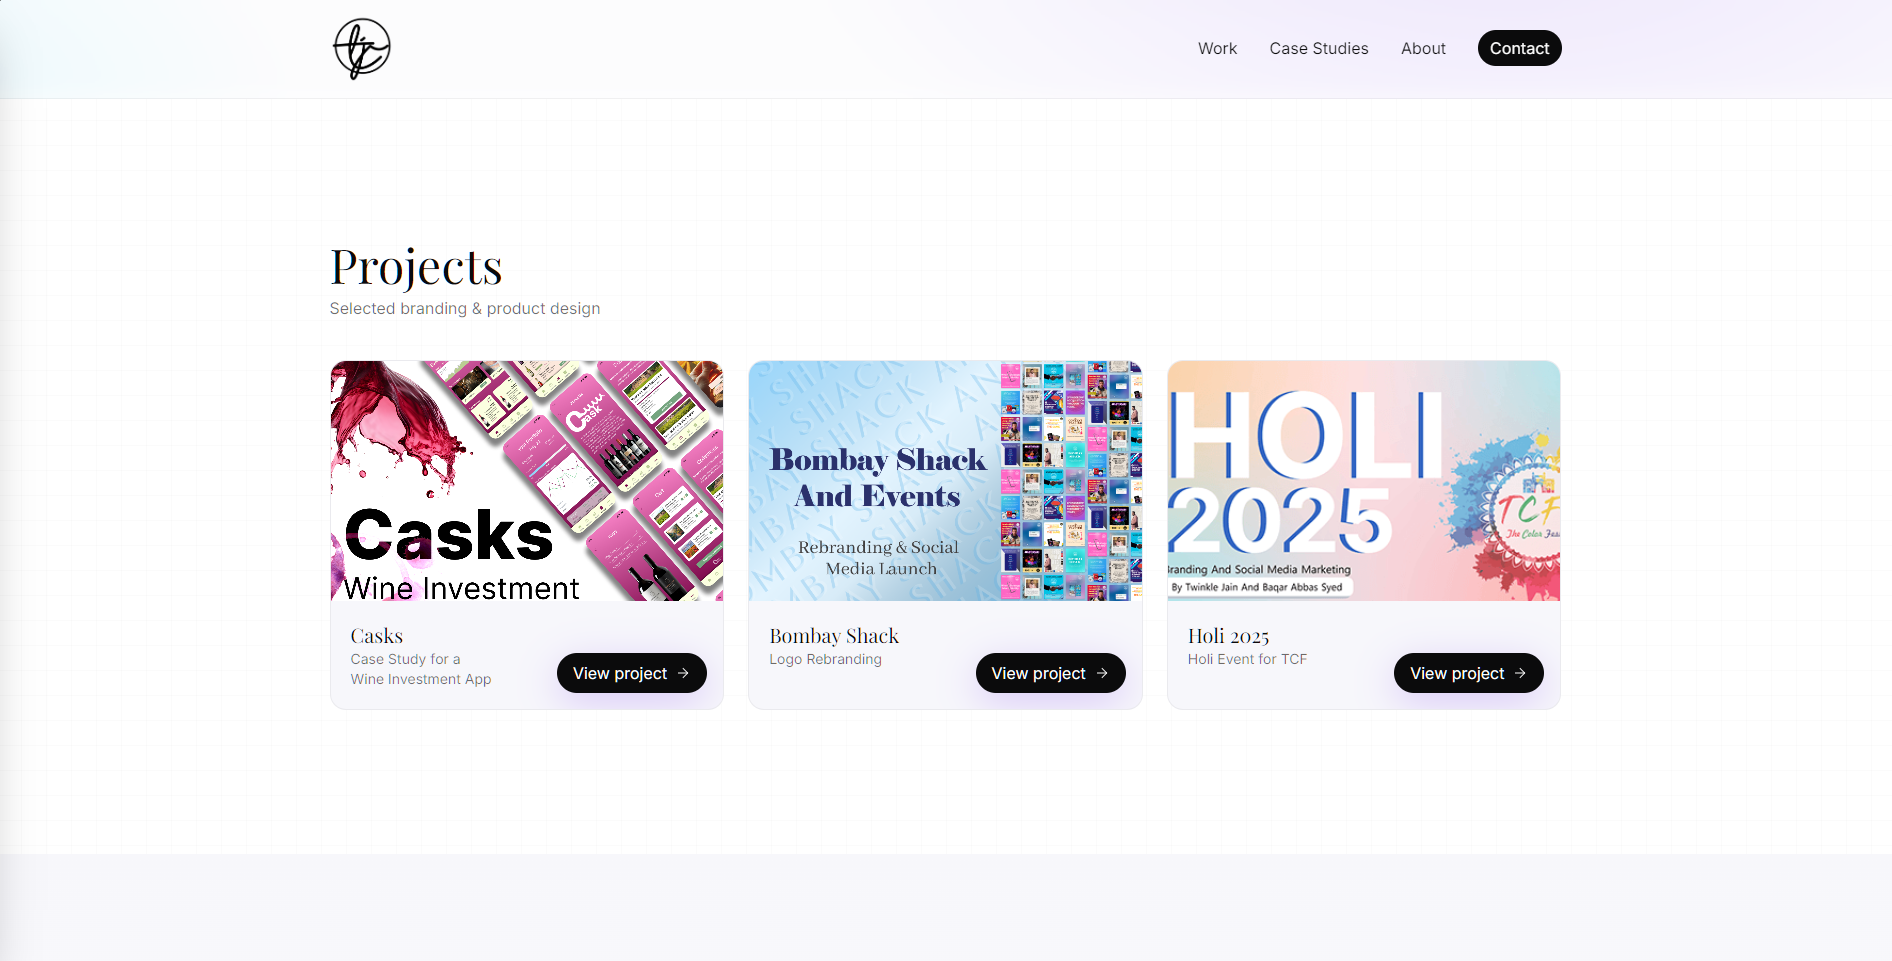 Work
Case Studies
About
Contact
Projects
Selected branding & product design
Cask
Casks
Wine Investment
Bombay Shack
And Events
Rebranding & Social
Media Launch
HOLI
2025
TCF
Branding And Social Media Marketing
By Twinkle Jain And Baqar Abbas Syed
Casks
Case Study for a
Wine Investment App
View project
Bombay Shack
Logo Rebranding
View project
Holi 2025
Holi Event for TCF
View project